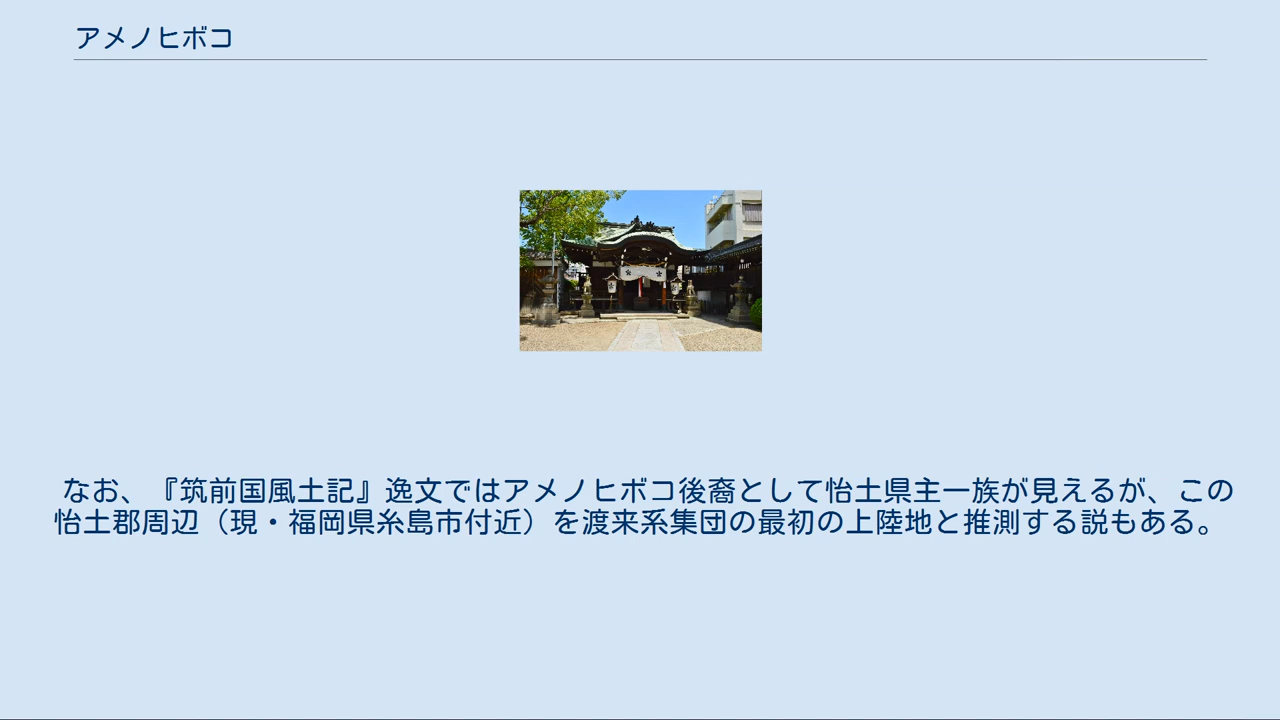 アメノヒボコ
なお、『筑前国風土記』逸文ではアメノヒボコ後裔として怡土県主一族が見えるが、この
怡土郡周辺（現・福岡県糸島市付近）を渡来系集団の最初の上陸地と推測する説もある。